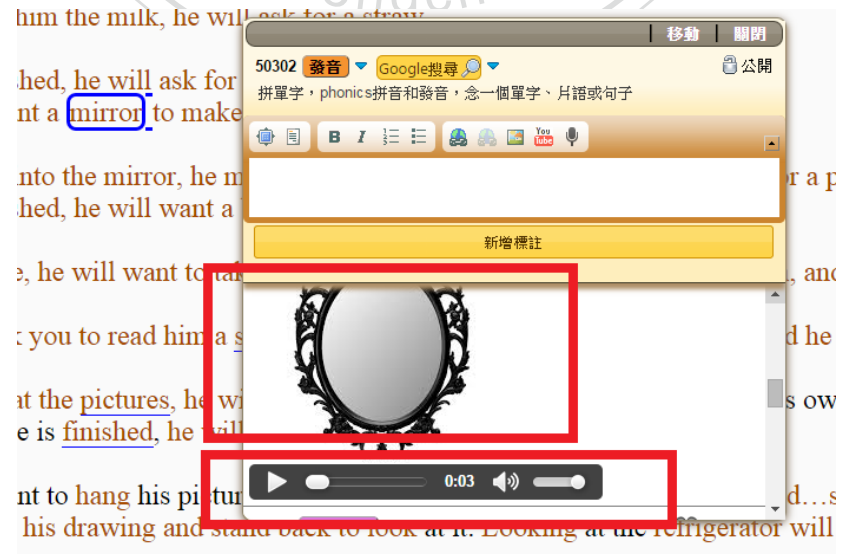 him the milk, he will ask for a straw.
移動 | 關閉
50302 發音 Google搜尋 公開
拼單字，phonics拼音和發音，念一個單字、片語或句子
hed, he will ask for
nt a mirror to make
B I
You Tube
nto the mirror, he m
r a p
hed, he will want a
新增標註
e, he will want to tak
, and
k you to read him a s
d he
at the pictures, he wi
s ow
e is finished, he will
0:03
nt to hang his pictur
d…s
his drawing and stand back to look at it. Looking at the refrigerator will